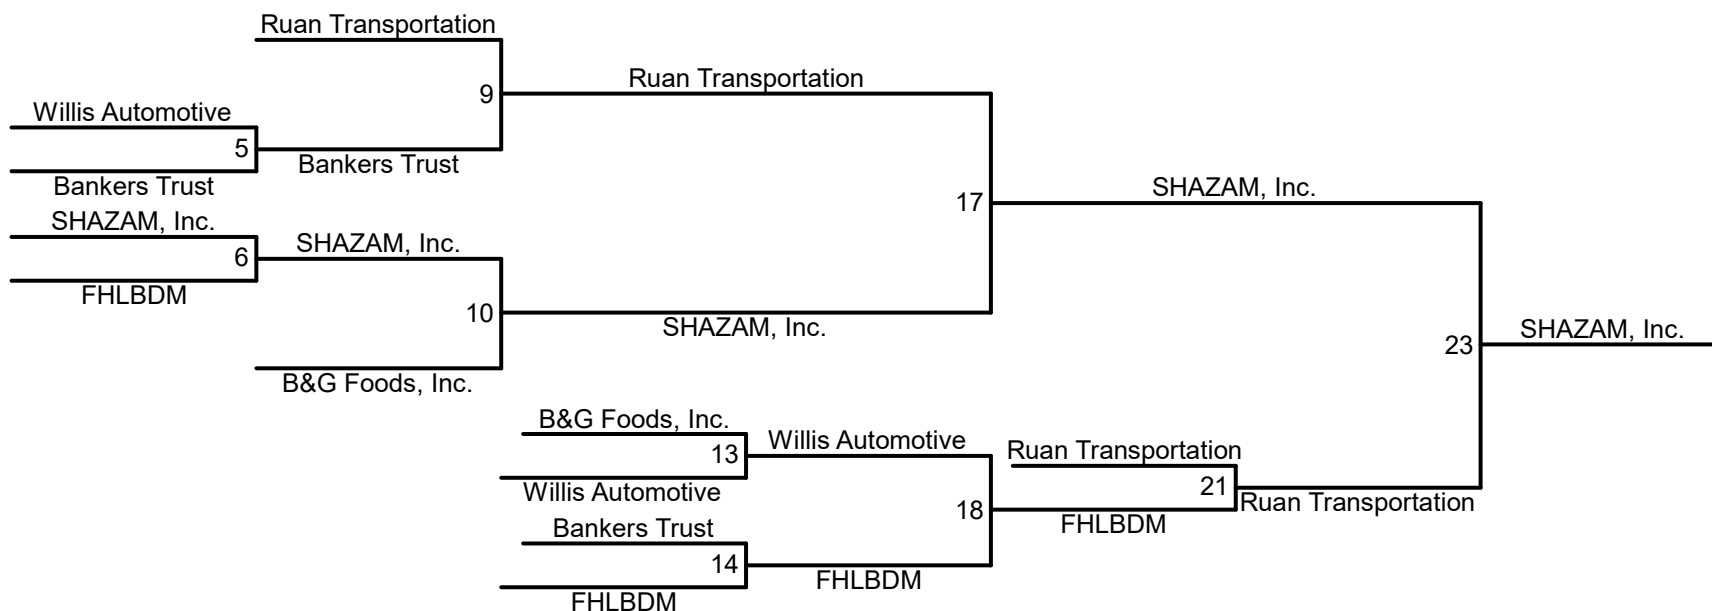 Ruan Transportation
9
Ruan Transportation
Willis Automotive
5
Bankers Trust
Bankers Trust
17
SHAZAM, Inc.
SHAZAM, Inc.
6
SHAZAM, Inc.
FHLBDM
10
SHAZAM, Inc.
B&G Foods, Inc.
23
SHAZAM, Inc.
B&G Foods, Inc.
13
Willis Automotive
Willis Automotive
18
Ruan Transportation
21
Ruan Transportation
FHLBDM
Bankers Trust
14
FHLBDM
FHLBDM